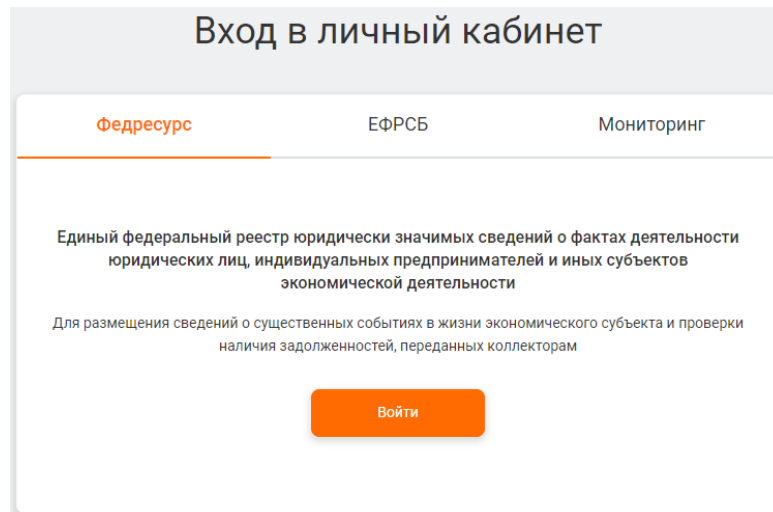 Вход в личный кабинет
Федресурс
ЕФРСБ
Мониторинг
Единый федеральный реестр юридически значимых сведений о фактах деятельности
юридических лиц, индивидуальных предпринимателей и иных субъектов
экономической деятельности
Для размещения сведений о существенных событиях в жизни экономического субъекта и проверки
наличия задолженностей, переданных коллекторам
Войти